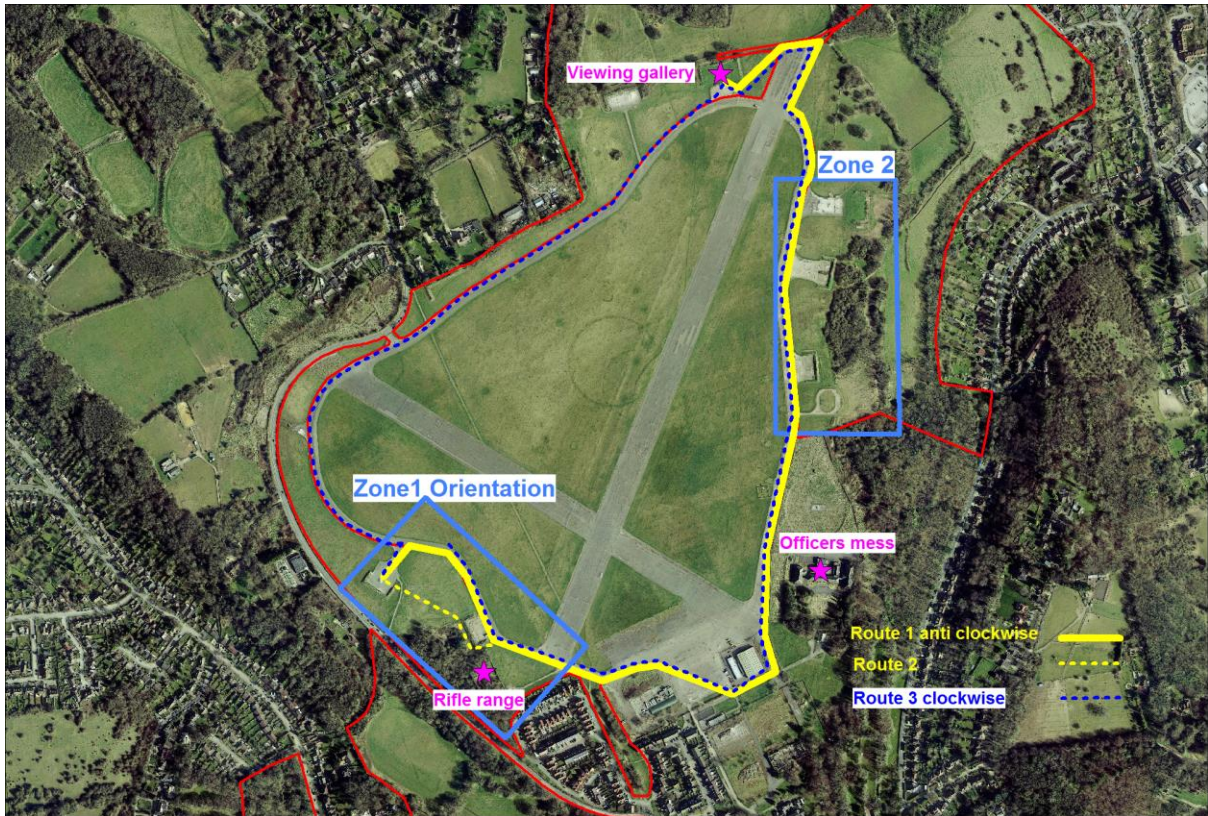 Viewing gallery
Zone 2
Zone1 Orientation
Officers mess
Route 1 anti clockwise
Route 2
Rifle range
Route 3 clockwise